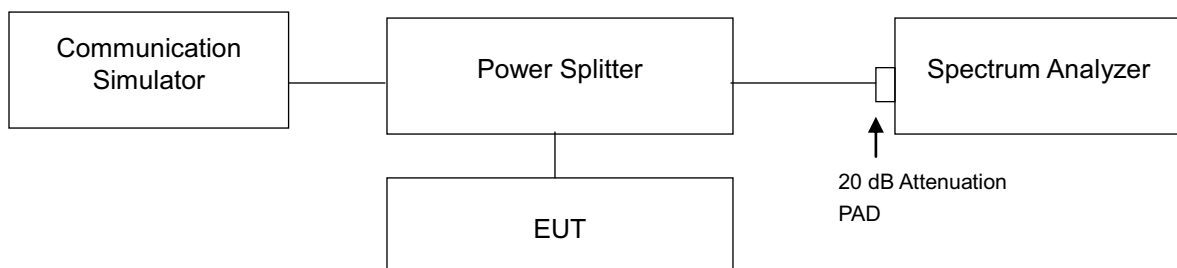 Communication
Simulator
Power Splitter
Spectrum Analyzer
20 dB Attenuation
PAD
EUT